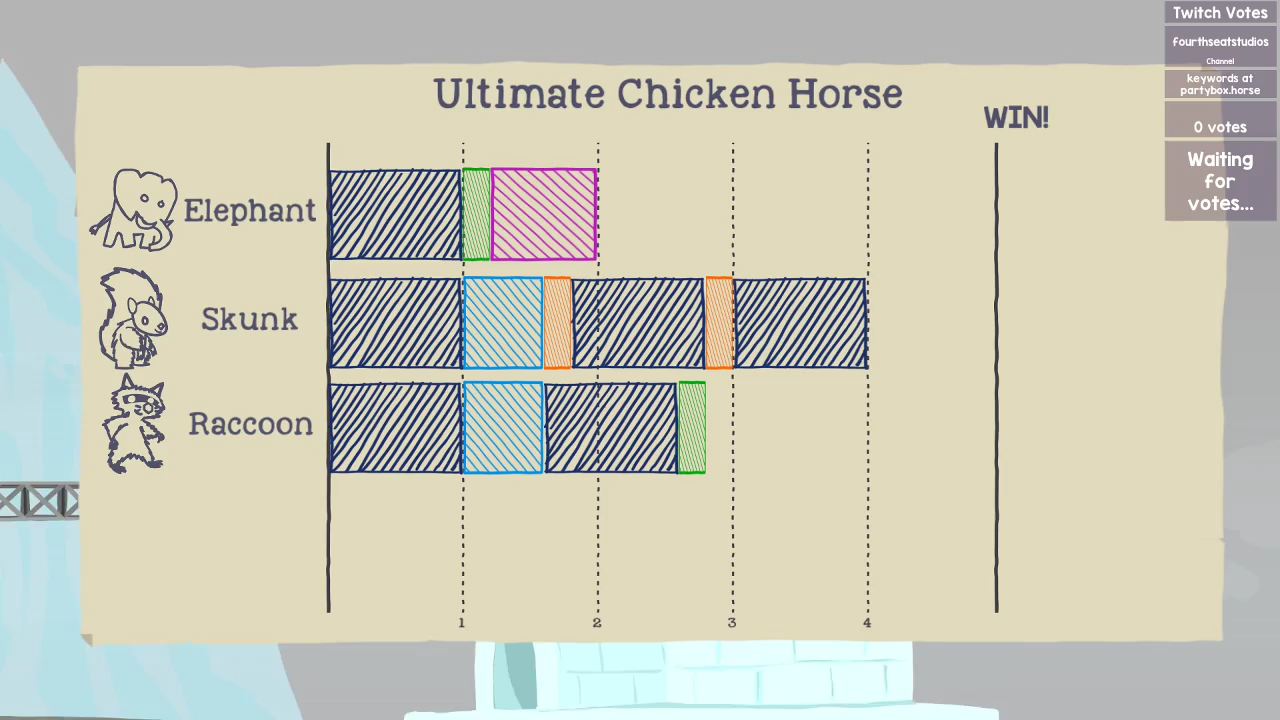 Twitch Votes
fourthseatstudios
Channel
keywords at
partybox.horse
0 votes
Waiting
for
votes...
Ultimate Chicken Horse
WIN!
Elephant
Skunk
Raccoon
1 2 3 4